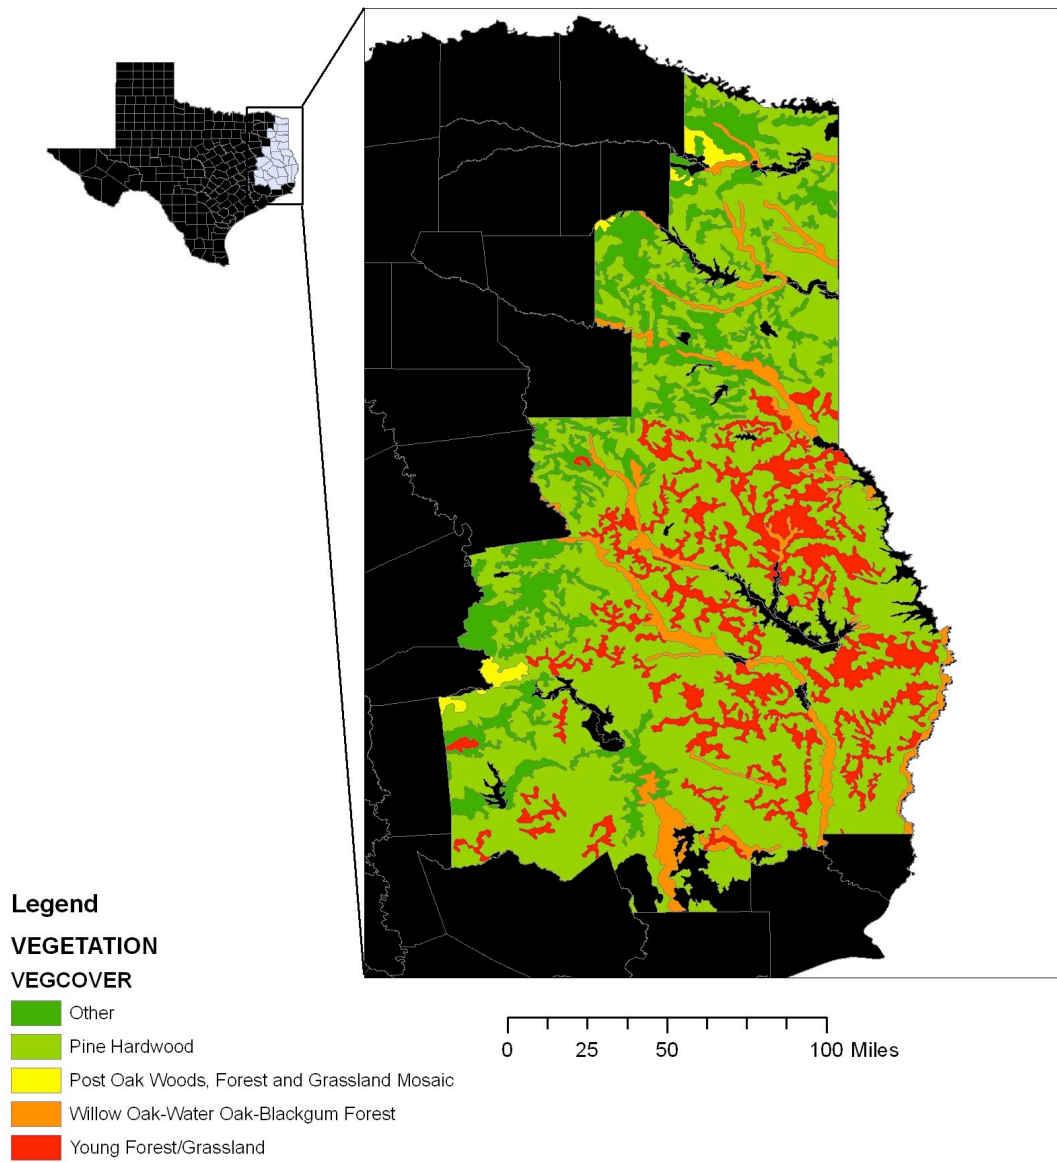 Legend
VEGETATION
VEGCOVER
Other
Pine Hardwood
Post Oak Woods, Forest and Grassland Mosaic
Willow Oak-Water Oak-Blackgum Forest
Young Forest/Grassland
0 25 50 100 Miles